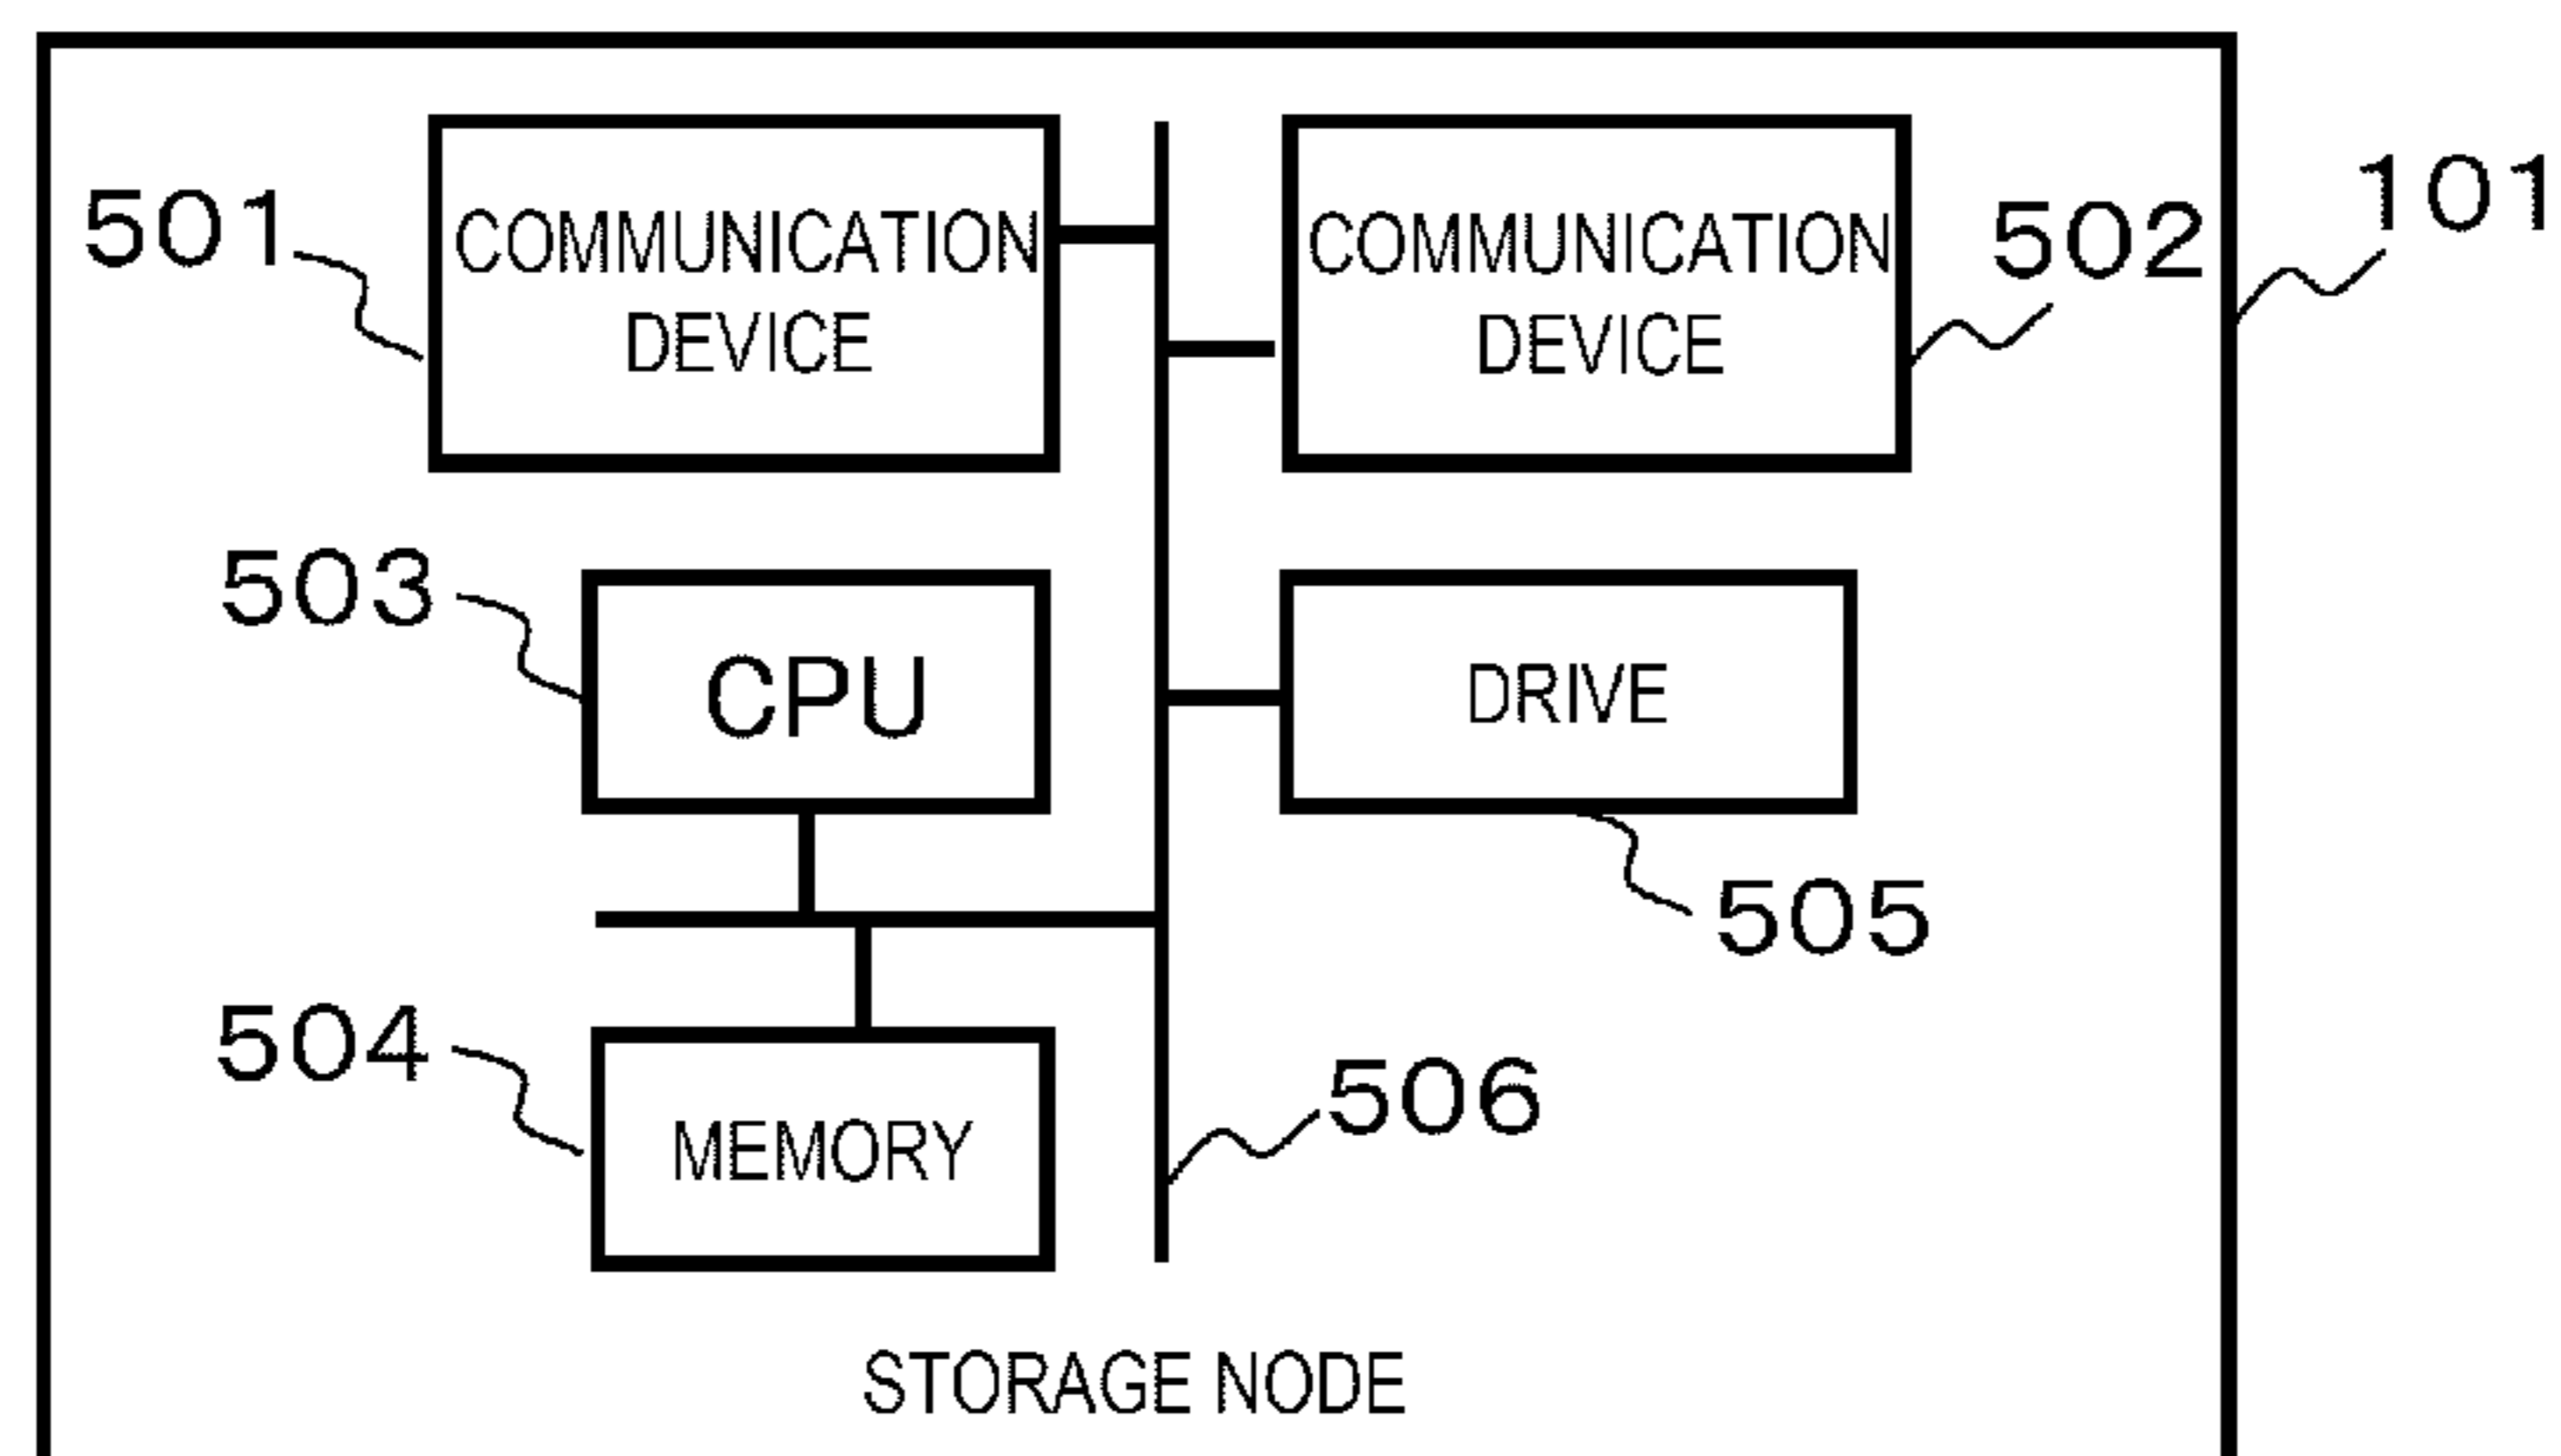 101
501
COMMUNICATION
DEVICE
COMMUNICATION
DEVICE
502
503
CPU
DRIVE
505
504
MEMORY
506
STORAGE NODE